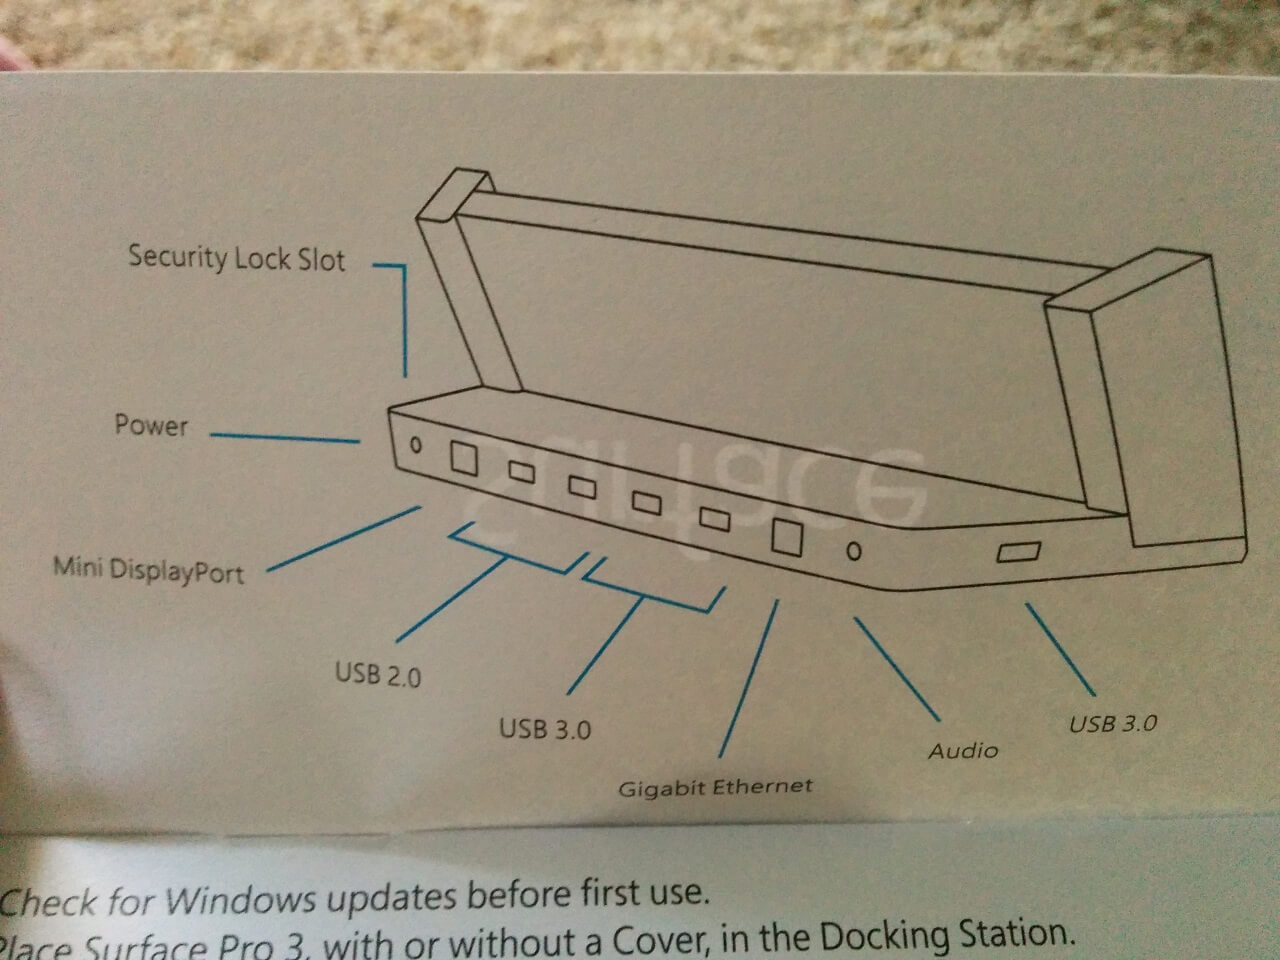 Security Lock Slot
Power
Mini DisplayPort
USB 2.0
USB 3.0
Gigabit Ethernet
Audio
USB 3.0
Surface
Check for Windows updates before first use.
Place Surface Pro 3, with or without a Cover, in the Docking Station.